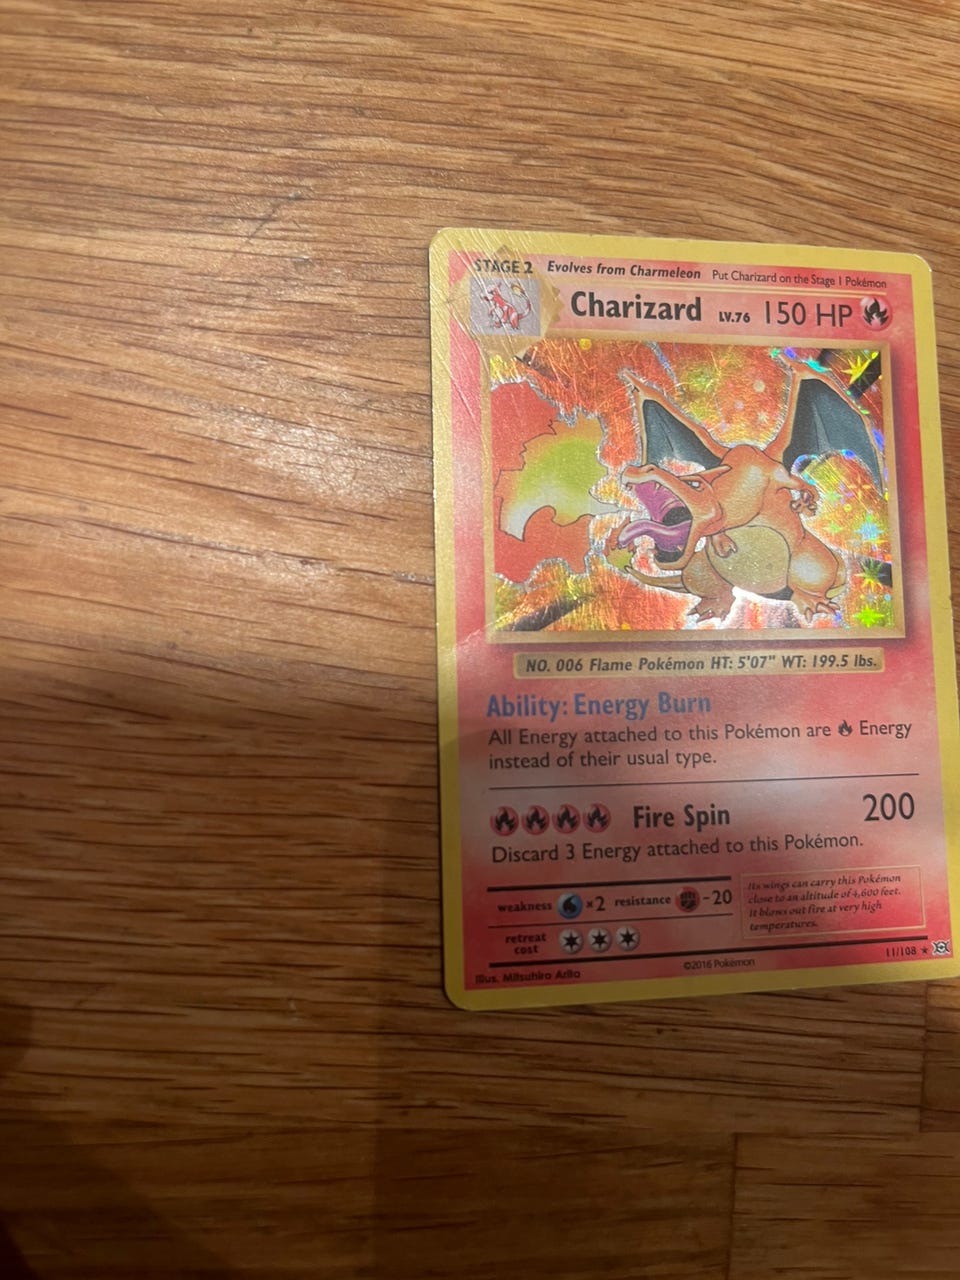 STAGE 2 Evolves from Charmeleon Put Charizard on the Stage 1 Pokémon
Charizard LV.76 150 HP
NO. 006 Flame Pokémon HT: 5'07" WT: 199.5 lbs.
Ability: Energy Burn
All Energy attached to this Pokémon are Energy
instead of their usual type.
Fire Spin 200
Discard 3 Energy attached to this Pokémon.
weakness ×2 resistance -20
Its wings can carry this Pokémon
close to an altitude of 4,600 feet.
It blows out fire at very high
temperatures.
retreat
cost
11/108
Illus. Mitsuhiro Arita ©2016 Pokémon